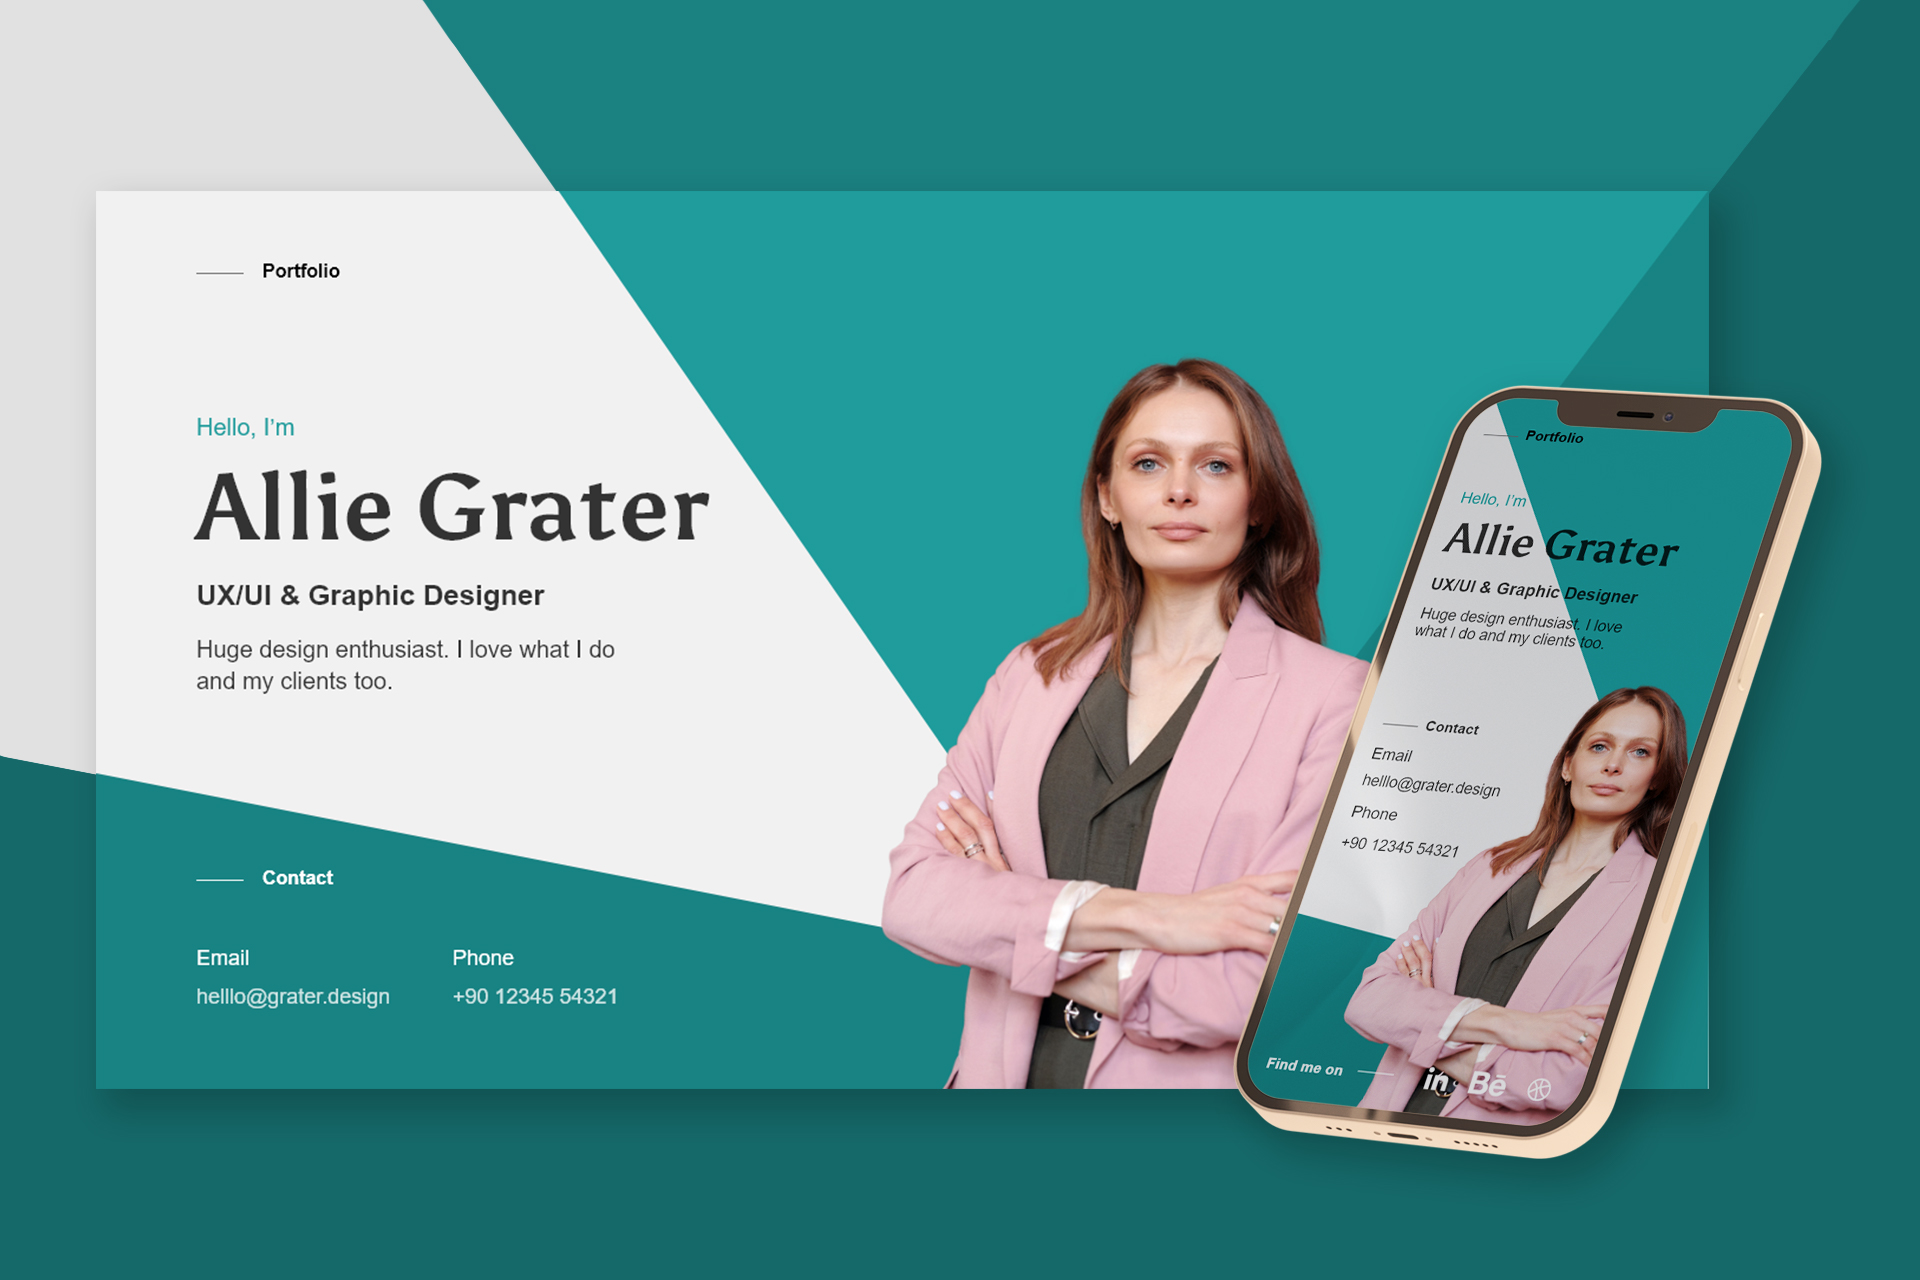 Portfolio
Hello, I'm
Allie Grater
UX/UI & Graphic Designer
Huge design enthusiast. I love what I do
and my clients too.
Contact
Email
helllo@grater.design
Phone
+90 12345 54321
Portfolio
Hello, I'm
Allie Grater
UX/UI & Graphic Designer
Huge design enthusiast. I love
what I do and my clients too.
Contact
Email
helllo@grater.design
Phone
+90 12345 54321
Find me on
in Bē